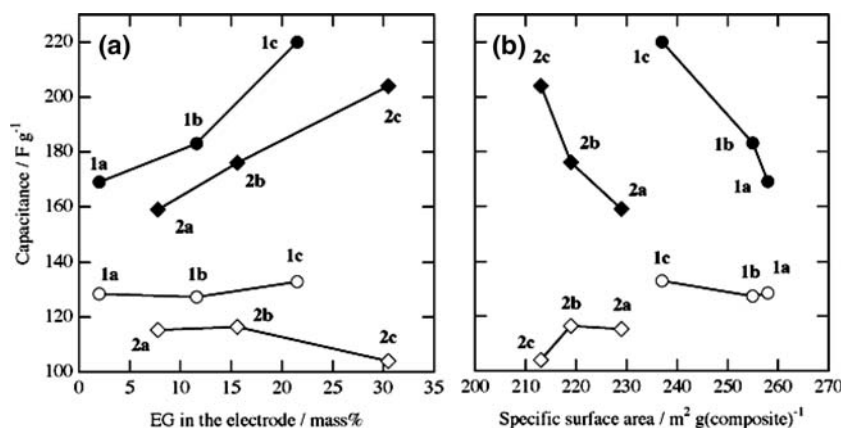 (a)
1c
1b
1a
2c
2b
2a
1a
1b
1c
2a
2b
2c
Capacitance / F g-1
240
220
200
180
160
140
120
100
0 5 10 15 20 25 30 35
EG in the electrode / mass%
(b)
2c
1c
2b
1b
2a
1a
1c
1b
1a
2b
2a
2c
200 210 220 230 240 250 260 270
Specific surface area / m2 g(composite)-1